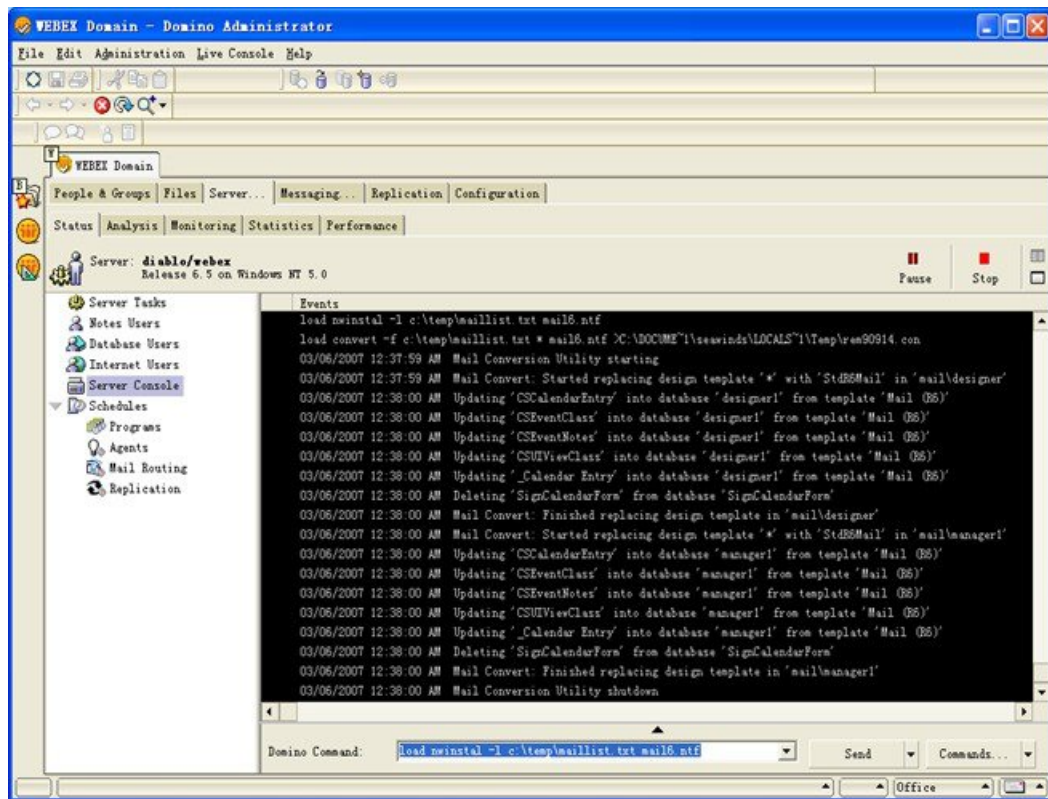 WEBEX Domain - Domino Administrator
File Edit Administration Live Console Help
WEBEX Domain
People & Groups Files Server... Messaging... Replication Configuration
Status Analysis Monitoring Statistics Performance
Server: diablo/webex
Release 6.5 on Windows NT 5.0
Pause Stop
Server Tasks
Notes Users
Database Users
Internet Users
Server Console
Schedules
Programs
Agents
Mail Routing
Replication
Events
load nwinstal -l c:\temp\maillist.txt mail6.ntf
load convert -f c:\temp\maillist.txt * mail6.ntf >C:\DOCUME~1\seawinds\LOCALS~1\Temp\rem90914.con
03/06/2007 12:37:59 AM Mail Conversion Utility starting
03/06/2007 12:37:59 AM Mail Convert: Started replacing design template '*' with 'StdR6Mail' in 'mail\designer'
03/06/2007 12:38:00 AM Updating 'CSCalendarEntry' into database 'designer1' from template 'Mail (R6)'
03/06/2007 12:38:00 AM Updating 'CSEventClass' into database 'designer1' from template 'Mail (R6)'
03/06/2007 12:38:00 AM Updating 'CSEventNotes' into database 'designer1' from template 'Mail (R6)'
03/06/2007 12:38:00 AM Updating 'CSUIViewClass' into database 'designer1' from template 'Mail (R6)'
03/06/2007 12:38:00 AM Updating '_Calendar Entry' into database 'designer1' from template 'Mail (R6)'
03/06/2007 12:38:00 AM Deleting 'SignCalendarForm' from database 'SignCalendarForm'
03/06/2007 12:38:00 AM Mail Convert: Finished replacing design template in 'mail\designer'
03/06/2007 12:38:00 AM Mail Convert: Started replacing design template '*' with 'StdR6Mail' in 'mail\manager1'
03/06/2007 12:38:00 AM Updating 'CSCalendarEntry' into database 'manager1' from template 'Mail (R6)'
03/06/2007 12:38:00 AM Updating 'CSEventClass' into database 'manager1' from template 'Mail (R6)'
03/06/2007 12:38:00 AM Updating 'CSEventNotes' into database 'manager1' from template 'Mail (R6)'
03/06/2007 12:38:00 AM Updating 'CSUIViewClass' into database 'manager1' from template 'Mail (R6)'
03/06/2007 12:38:00 AM Updating '_Calendar Entry' into database 'manager1' from template 'Mail (R6)'
03/06/2007 12:38:00 AM Deleting 'SignCalendarForm' from database 'SignCalendarForm'
03/06/2007 12:38:00 AM Mail Convert: Finished replacing design template in 'mail\manager1'
03/06/2007 12:38:00 AM Mail Conversion Utility shutdown
Domino Command: load nwinstal -l c:\temp\maillist.txt mail6.ntf Send Commands...
Office